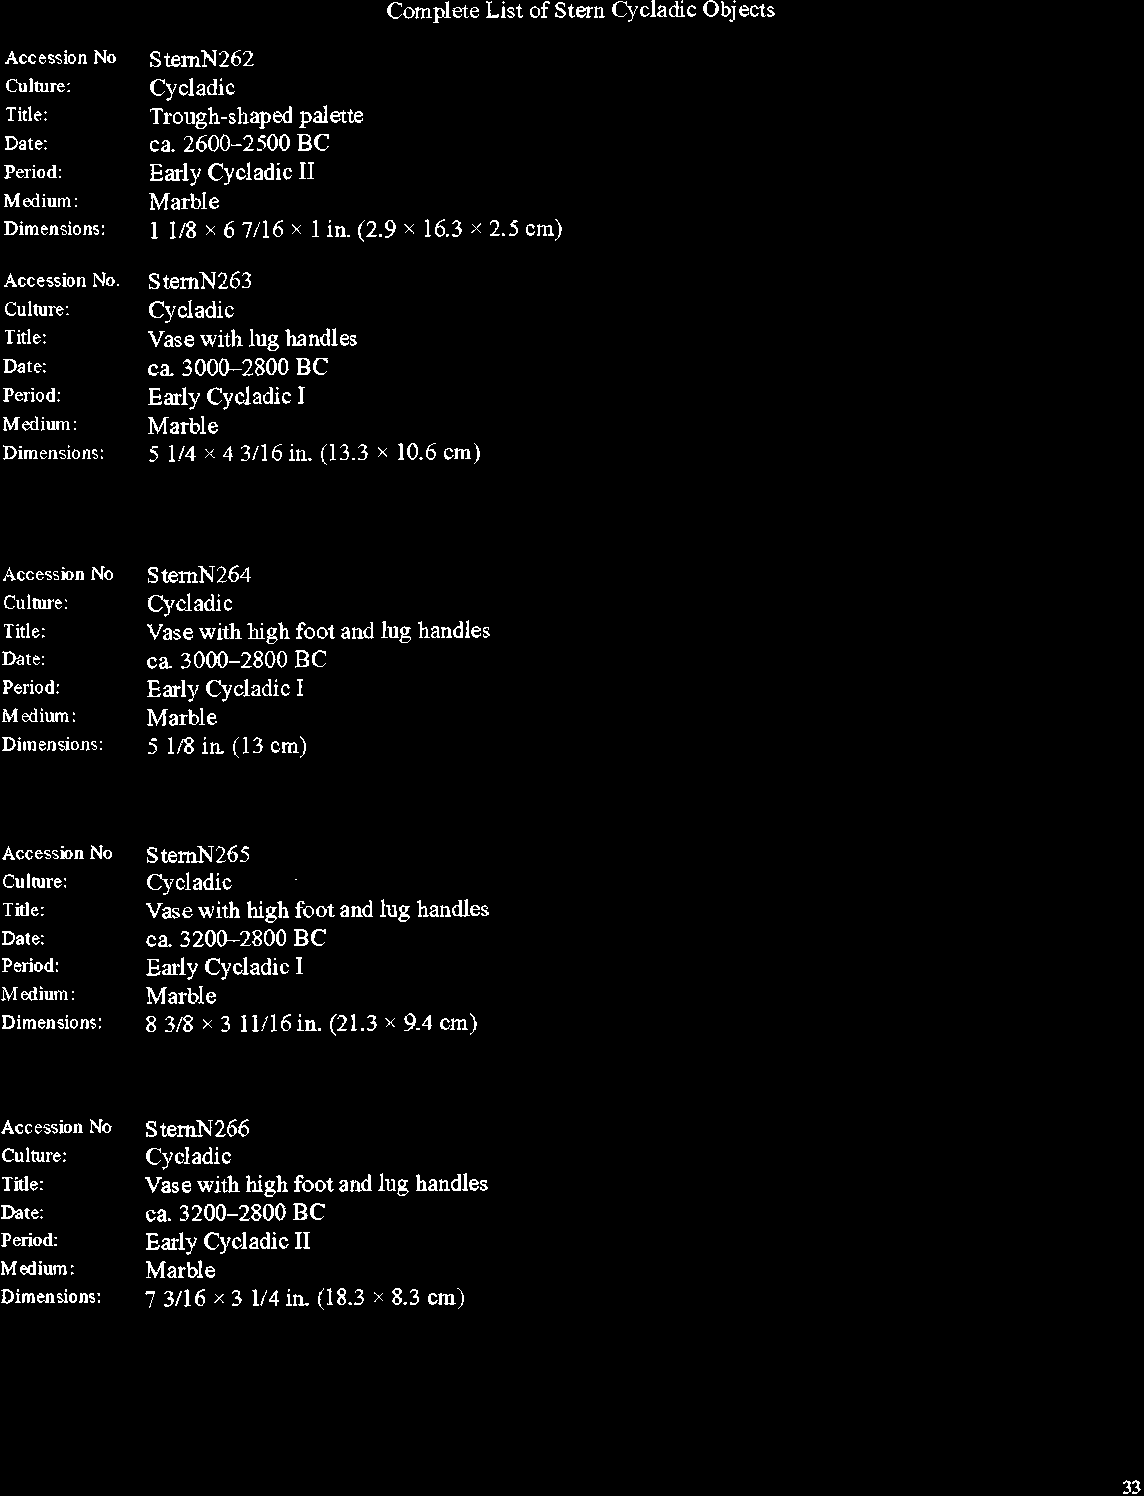 Complete List of Stern Cycladic Objects
Accession No SternN262
Culture: Cycladic
Title: Trough-shaped palette
Date: ca. 2600–2500 BC
Period: Early Cycladic II
Medium: Marble
Dimensions: 1 1/8 × 6 7/16 × 1 in. (2.9 × 16.3 × 2.5 cm)
Accession No. SternN263
Culture: Cycladic
Title: Vase with lug handles
Date: ca. 3000–2800 BC
Period: Early Cycladic I
Medium: Marble
Dimensions: 5 1/4 × 4 3/16 in. (13.3 × 10.6 cm)
Accession No SternN264
Culture: Cycladic
Title: Vase with high foot and lug handles
Date: ca. 3000–2800 BC
Period: Early Cycladic I
Medium: Marble
Dimensions: 5 1/8 in. (13 cm)
Accession No SternN265
Culture: Cycladic
Title: Vase with high foot and lug handles
Date: ca. 3200–2800 BC
Period: Early Cycladic I
Medium: Marble
Dimensions: 8 3/8 × 3 11/16 in. (21.3 × 9.4 cm)
Accession No SternN266
Culture: Cycladic
Title: Vase with high foot and lug handles
Date: ca. 3200–2800 BC
Period: Early Cycladic II
Medium: Marble
Dimensions: 7 3/16 × 3 1/4 in. (18.3 × 8.3 cm)
33